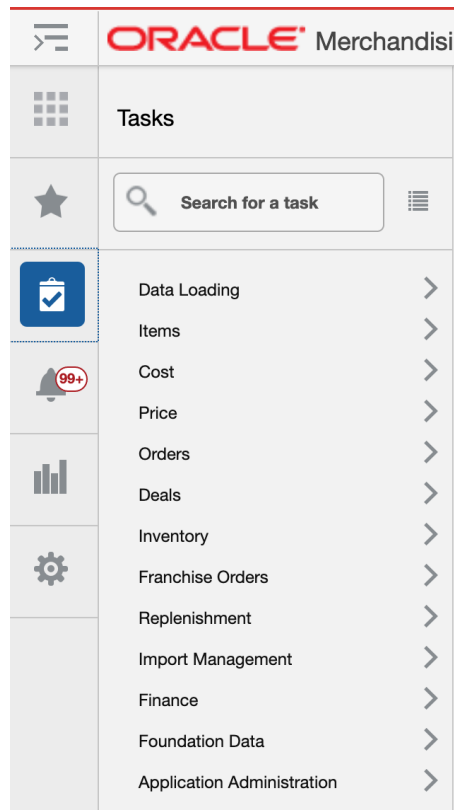 ORACLE Merchandisi
Tasks
Search for a task
Data Loading
Items
Cost
99+
Price
Orders
Deals
Inventory
Franchise Orders
Replenishment
Import Management
Finance
Foundation Data
Application Administration